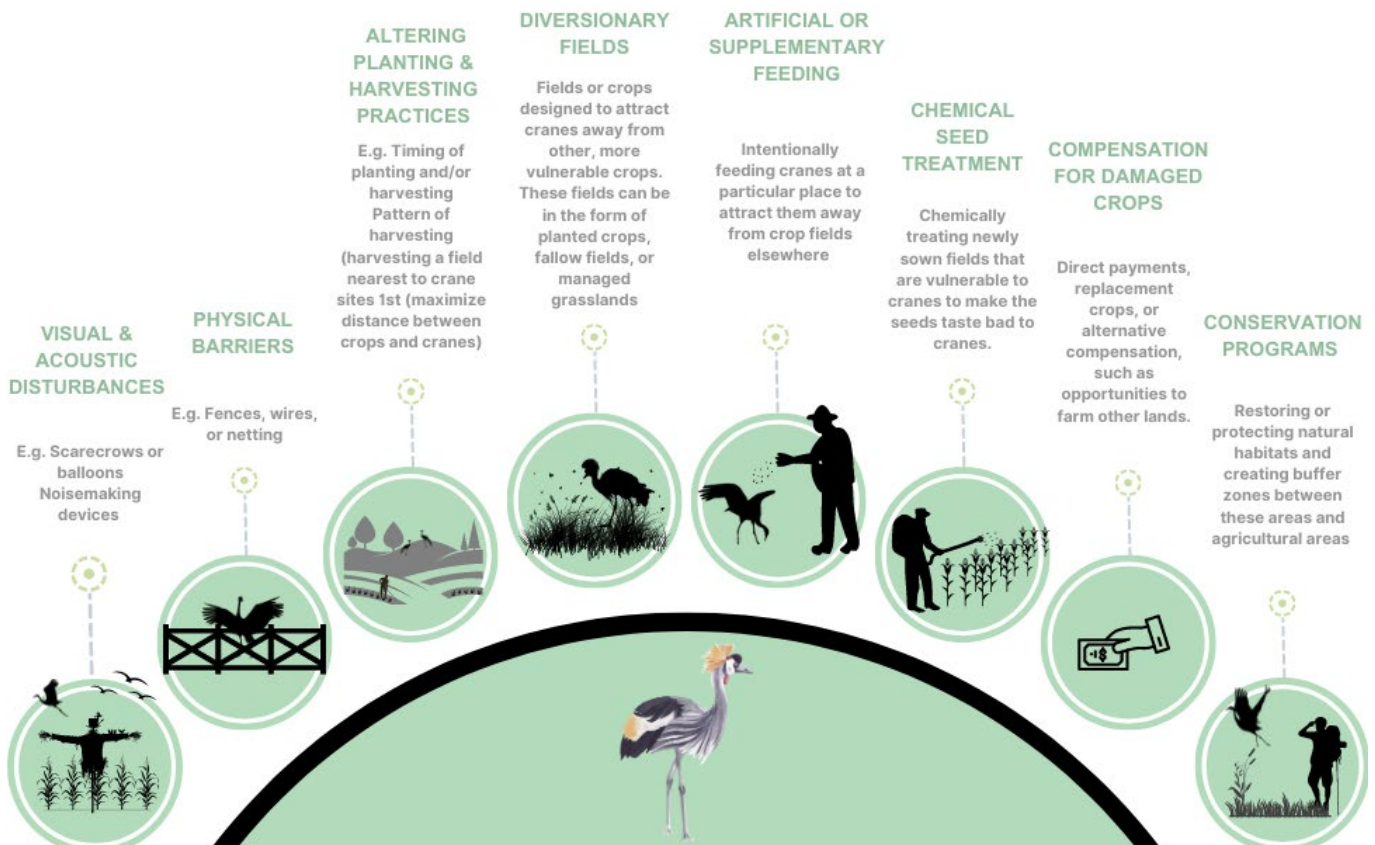 VISUAL &
ACOUSTIC
DISTURBANCES
E.g. Scarecrows or
balloons
Noisemaking
devices
PHYSICAL
BARRIERS
E.g. Fences, wires,
or netting
ALTERING
PLANTING &
HARVESTING
PRACTICES
E.g. Timing of
planting and/or
harvesting
Pattern of
harvesting
(harvesting a field
nearest to crane
sites 1st (maximize
distance between
crops and cranes)
DIVERSIONARY
FIELDS
Fields or crops
designed to attract
cranes away from
other, more
vulnerable crops.
These fields can be
in the form of
planted crops,
fallow fields, or
managed
grasslands
ARTIFICIAL OR
SUPPLEMENTARY
FEEDING
Intentionally
feeding cranes at a
particular place to
attract them away
from crop fields
elsewhere
CHEMICAL
SEED
TREATMENT
Chemically
treating newly
sown fields that
are vulnerable to
cranes to make the
seeds taste bad to
cranes.
COMPENSATION
FOR DAMAGED
CROPS
Direct payments,
replacement
crops, or
alternative
compensation,
such as
opportunities to
farm other lands.
$
CONSERVATION
PROGRAMS
Restoring or
protecting natural
habitats and
creating buffer
zones between
these areas and
agricultural areas